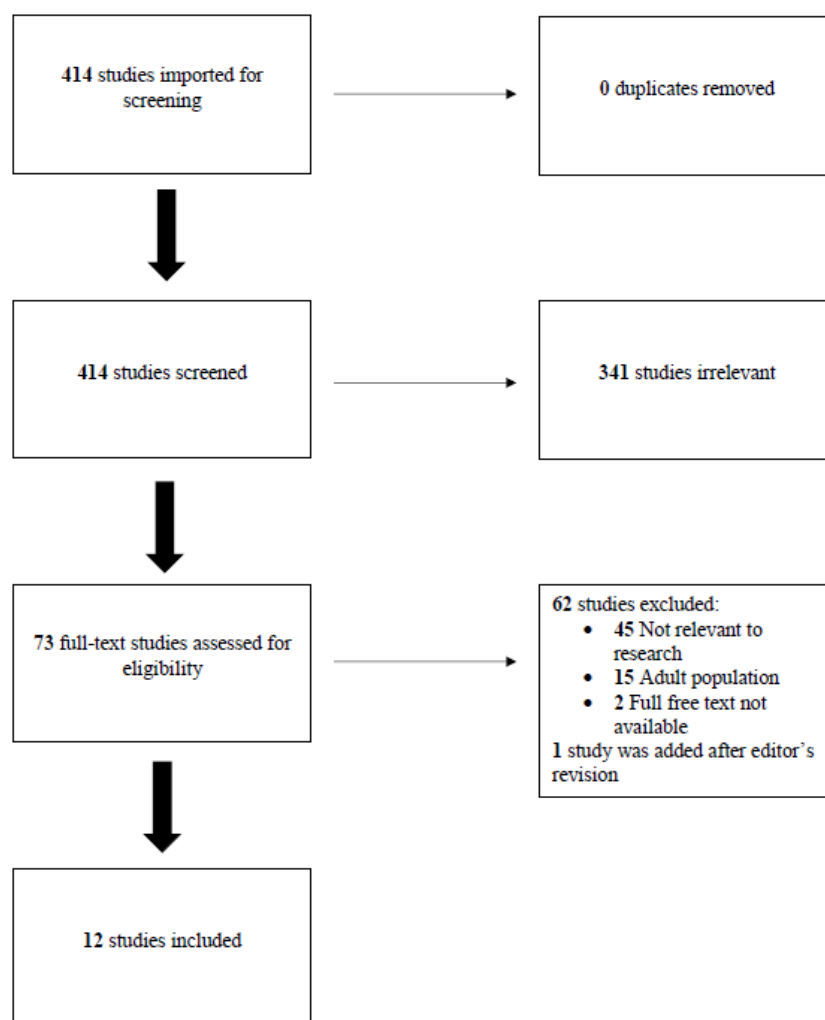 414 studies imported for
screening
0 duplicates removed
414 studies screened
341 studies irrelevant
73 full-text studies assessed for
eligibility
62 studies excluded:
• 45 Not relevant to
research
• 15 Adult population
• 2 Full free text not
available
1 study was added after editor’s
revision
12 studies included